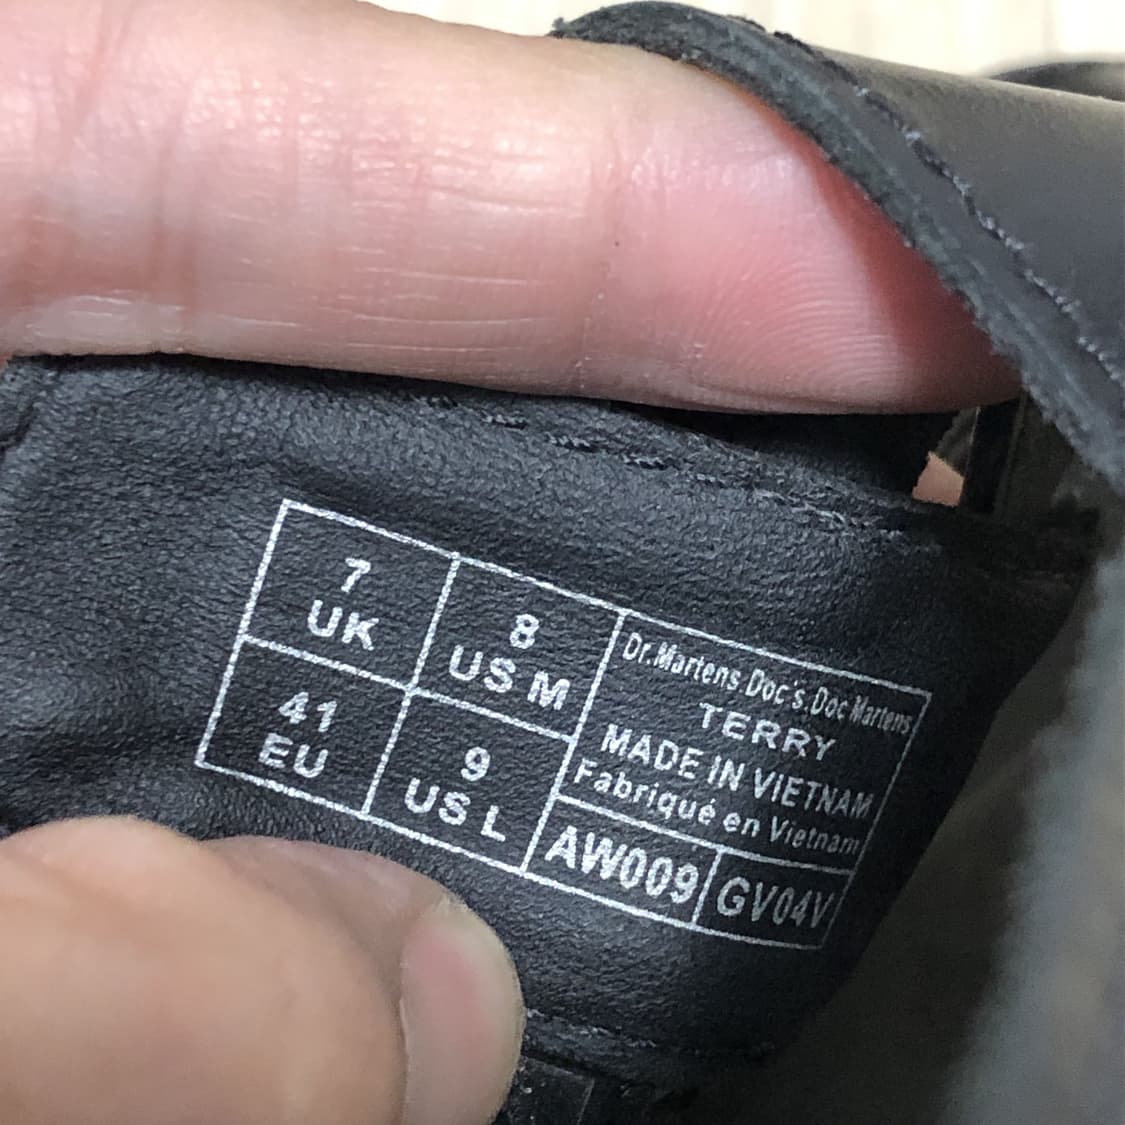 7
UK
8
US M
41
EU
9
US L
Dr.Martens.Doc's.Doc Martens
TERRY
MADE IN VIETNAM
Fabriqué en Vietnam
AW009
GV04V